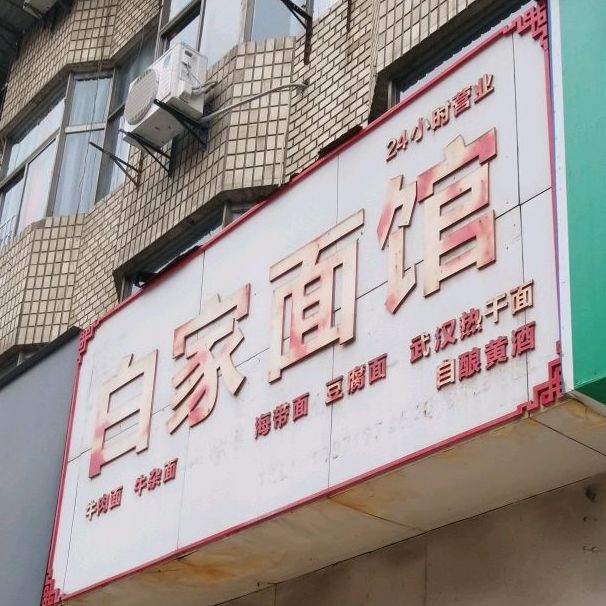 24小时营业
白家面馆
牛肉面 牛杂面 海带面 豆腐面 武汉热干面
自酿黄酒